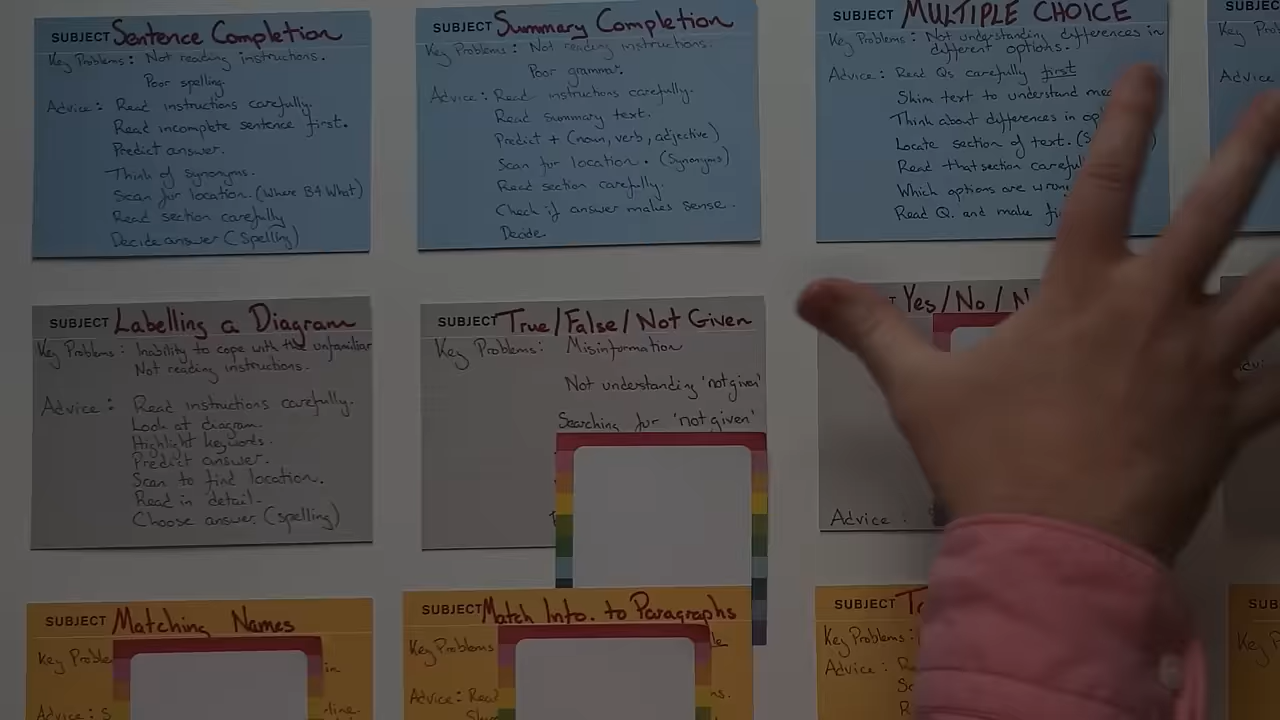 SUBJECT Sentence Completion
Key Problems: Not reading instructions.
Poor spelling
Advice: Read instructions carefully.
Read incomplete sentence first.
Predict answer.
Think of synonyms.
Scan for location. (Where B4 What)
Read section carefully
Decide answer (Spelling)
SUBJECT Summary Completion
Key Problems: Not reading instructions.
Poor grammar.
Advice: Read instructions carefully.
Read summary text.
Predict + (noun, verb, adjective)
Scan for location. (Synonyms)
Read section carefully.
Check if answer makes sense.
Decide.
SUBJECT MULTIPLE CHOICE
Key Problems: Not understanding differences in
different options.
Advice: Read Qs carefully first
Skim text to understand
Think about differences in
Locate section of text.
Read that section
Which options are
Read Q. and make
SUBJECT
Key
Advice
SUBJECT Labelling a Diagram
Key Problems: Inability to cope with the unfamiliar
Not reading instructions.
Advice: Read instructions carefully.
Look at diagram.
Highlight keywords.
Predict answer.
Scan to find location.
Read in detail.
Choose answer. (spelling)
SUBJECT True/False/Not Given
Key Problems: Misinformation
Not understanding 'not given'
Searching for 'not given'
Yes/No/
Advice:
SUBJECT Matching Names
Key
Advice:
SUBJECT Match Info. to Paragraphs
Key Problems
Advice:
SUBJECT
Key Problems:
Advice:
Key